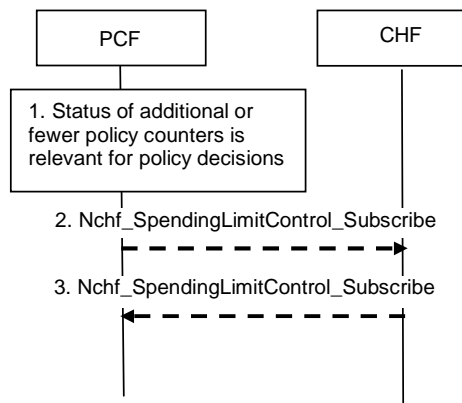 PCF
CHF
1. Status of additional or
fewer policy counters is
relevant for policy decisions
2. Nchf_SpendingLimitControl_Subscribe
3. Nchf_SpendingLimitControl_Subscribe